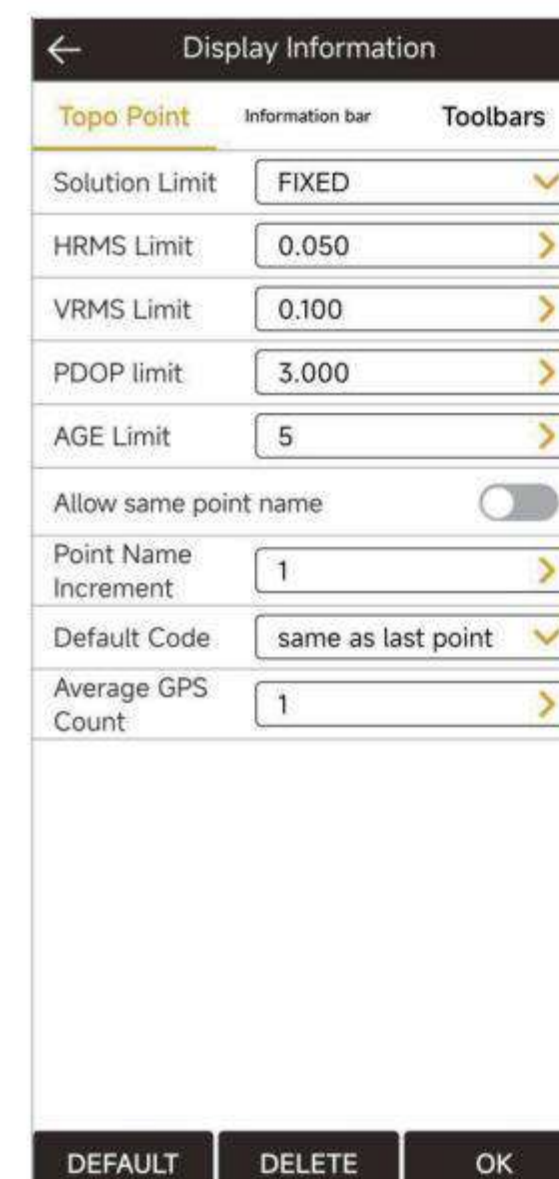 Display Information
Topo Point Information bar Toolbars
Solution Limit FIXED
HRMS Limit 0.050
VRMS Limit 0.100
PDOP limit 3.000
AGE Limit 5
Allow same point name
Point Name
Increment 1
Default Code same as last point
Average GPS
Count 1
DEFAULT DELETE OK